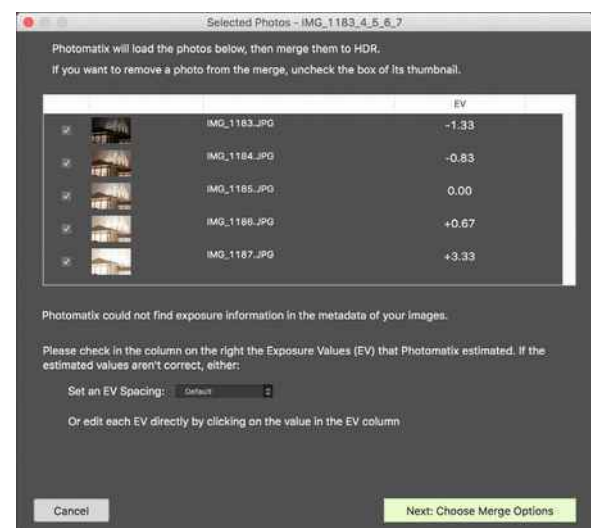 Selected Photos - IMG_1183_4_5_6_7
Photomatix will load the photos below, then merge them to HDR.
If you want to remove a photo from the merge, uncheck the box of its thumbnail.
EV
IMG_1183.JPG -1.33
IMG_1184.JPG -0.83
IMG_1185.JPG 0.00
IMG_1186.JPG +0.67
IMG_1187.JPG +3.33
Photomatix could not find exposure information in the metadata of your images.
Please check in the column on the right the Exposure Values (EV) that Photomatix estimated. If the
estimated values aren't correct, either:
Set an EV Spacing: Default
Or edit each EV directly by clicking on the value in the EV column
Cancel
Next: Choose Merge Options